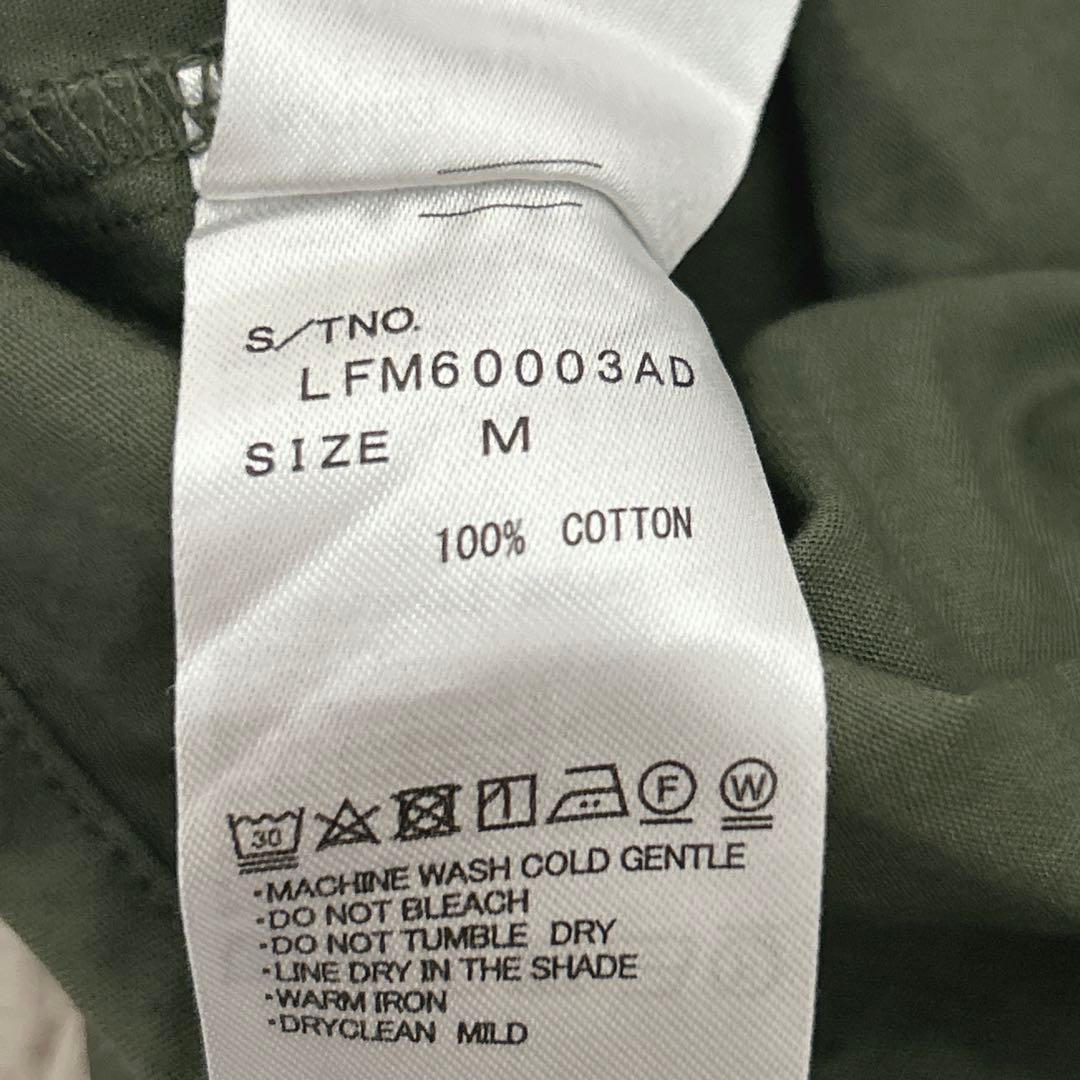 S/TNO.
LFM60003AD
SIZE M
100% COTTON
30 F W
·MACHINE WASH COLD GENTLE
·DO NOT BLEACH
·DO NOT TUMBLE DRY
·LINE DRY IN THE SHADE
·WARM IRON
·DRYCLEAN MILD